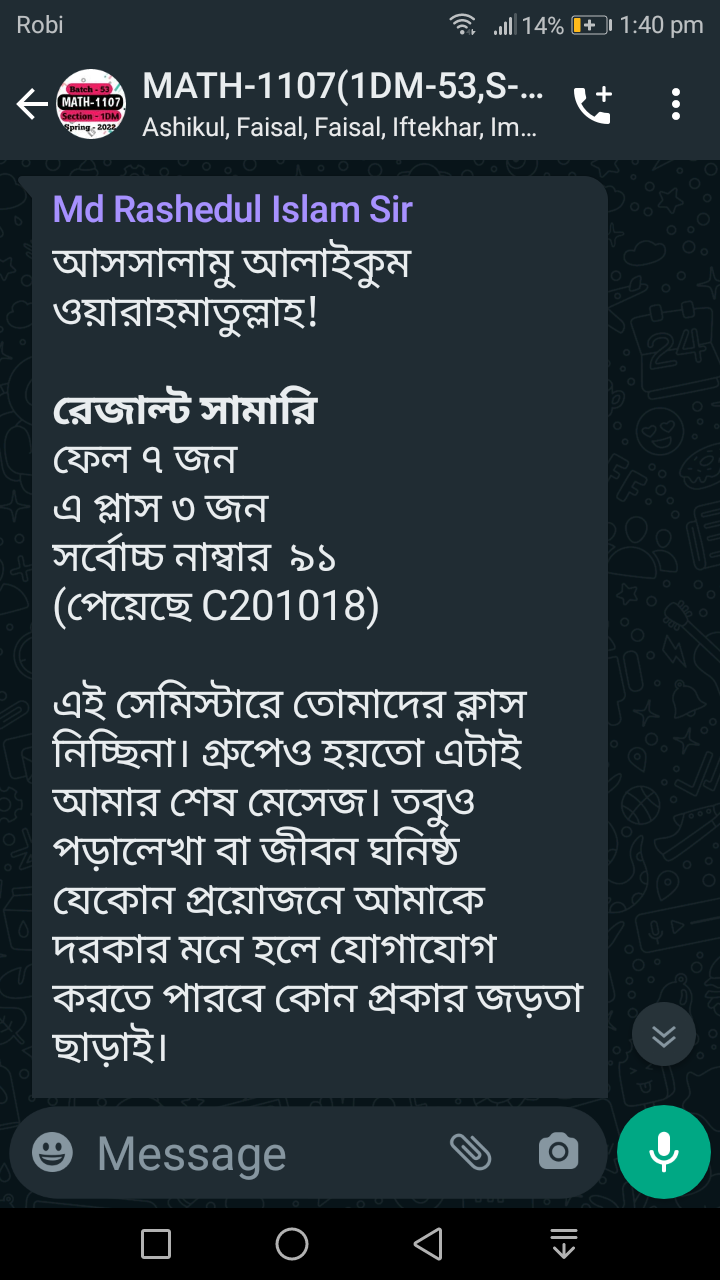 Robi
14%
1:40 pm
Batch - 53
MATH-1107
Section - 1DM
Spring - 2022
MATH-1107(1DM-53,S-...
Ashikul, Faisal, Faisal, Iftekhar, Im...
Md Rashedul Islam Sir
আসসালামু আলাইকুম
ওয়ারাহমাতুল্লাহ!
রেজাল্ট সামারি
ফেল ৭ জন
এ প্লাস ৩ জন
সর্বোচ্চ নাম্বার ৯১
(পেয়েছে C201018)
এই সেমিস্টারে তোমাদের ক্লাস
নিচ্ছিনা। গ্রুপেও হয়তো এটাই
আমার শেষ মেসেজ। তবুও
পড়ালেখা বা জীবন ঘনিষ্ঠ
যেকোন প্রয়োজনে আমাকে
দরকার মনে হলে যোগাযোগ
করতে পারবে কোন প্রকার জড়তা
ছাড়াই।
Message